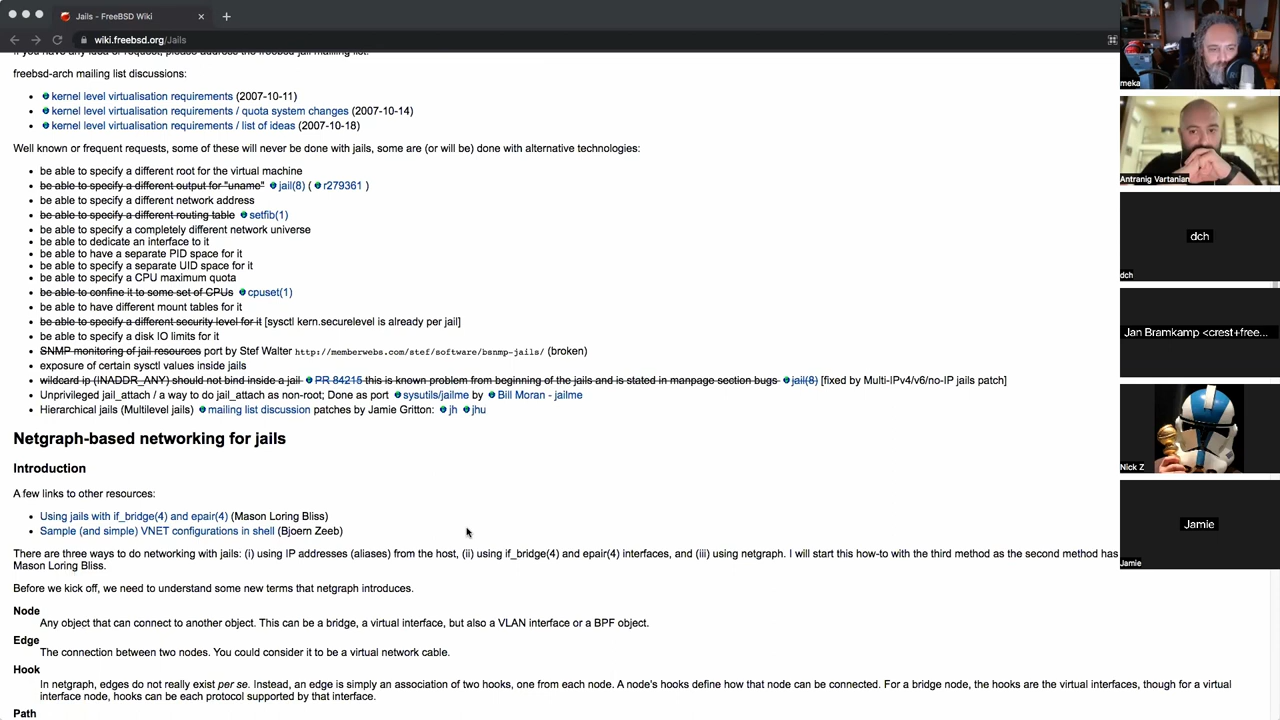 Jails - FreeBSD Wiki
wiki.freebsd.org/Jails
If you have any idea or request, please address the freebsd-jail mailing list.
freebsd-arch mailing list discussions:
kernel level virtualisation requirements (2007-10-11)
kernel level virtualisation requirements / quota system changes (2007-10-14)
kernel level virtualisation requirements / list of ideas (2007-10-18)
Well known or frequent requests, some of these will never be done with jails, some are (or will be) done with alternative technologies:
be able to specify a different root for the virtual machine
be able to specify a different output for "uname" jail(8) ( r279361 )
be able to specify a different network address
be able to specify a different routing table setfib(1)
be able to specify a completely different network universe
be able to dedicate an interface to it
be able to have a separate PID space for it
be able to specify a separate UID space for it
be able to specify a CPU maximum quota
be able to confine it to some set of CPUs cpuset(1)
be able to have different mount tables for it
be able to specify a different security level for it [sysctl kern.securelevel is already per jail]
be able to specify a disk IO limits for it
SNMP monitoring of jail resources port by Stef Walter http://memberwebs.com/stef/software/bsnmp-jails/ (broken)
exposure of certain sysctl values inside jails
wildcard ip (INADDR_ANY) should not bind inside a jail PR 84215 this is known problem from beginning of the jails and is stated in manpage section bugs jail(8) [fixed by Multi-IPv4/v6/no-IP jails patch]
Unprivileged jail_attach / a way to do jail_attach as non-root; Done as port sysutils/jailme by Bill Moran - jailme
Hierarchical jails (Multilevel jails) mailing list discussion patches by Jamie Gritton: jh jhu
Netgraph-based networking for jails
Introduction
A few links to other resources:
Using jails with if_bridge(4) and epair(4) (Mason Loring Bliss)
Sample (and simple) VNET configurations in shell (Bjoern Zeeb)
There are three ways to do networking with jails: (i) using IP addresses (aliases) from the host, (ii) using if_bridge(4) and epair(4) interfaces, and (iii) using netgraph. I will start this how-to with the third method as the second method has
Mason Loring Bliss.
Before we kick off, we need to understand some new terms that netgraph introduces.
Node
Any object that can connect to another object. This can be a bridge, a virtual interface, but also a VLAN interface or a BPF object.
Edge
The connection between two nodes. You could consider it to be a virtual network cable.
Hook
In netgraph, edges do not really exist per se. Instead, an edge is simply an association of two hooks, one from each node. A node's hooks define how that node can be connected. For a bridge node, the hooks are the virtual interfaces, though for a virtual
interface node, hooks can be each protocol supported by that interface.
Path
meka
Antranig Vartanian
dch
dch
Jan Bramkamp <crest+free...
Nick Z
Jamie
Jamie